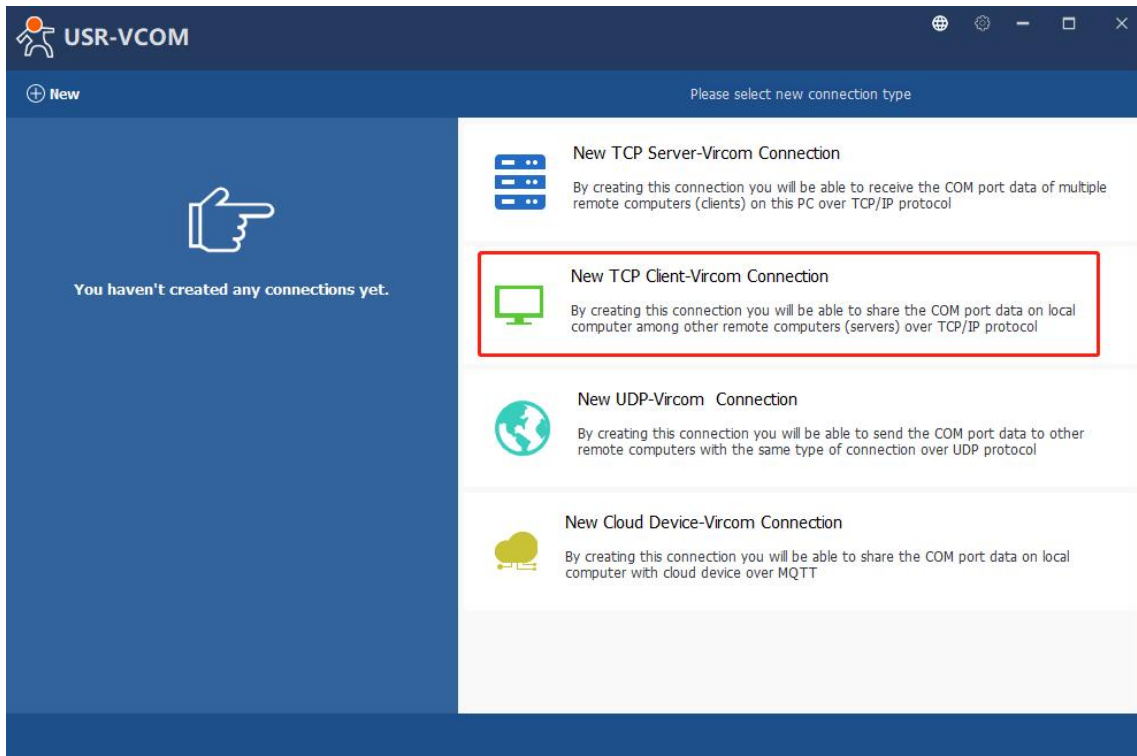 USR-VCOM
New
Please select new connection type
You haven't created any connections yet.
New TCP Server-Vircom Connection
By creating this connection you will be able to receive the COM port data of multiple
remote computers (clients) on this PC over TCP/IP protocol
New TCP Client-Vircom Connection
By creating this connection you will be able to share the COM port data on local
computer among other remote computers (servers) over TCP/IP protocol
New UDP-Vircom Connection
By creating this connection you will be able to send the COM port data to other
remote computers with the same type of connection over UDP protocol
New Cloud Device-Vircom Connection
By creating this connection you will be able to share the COM port data on local
computer with cloud device over MQTT